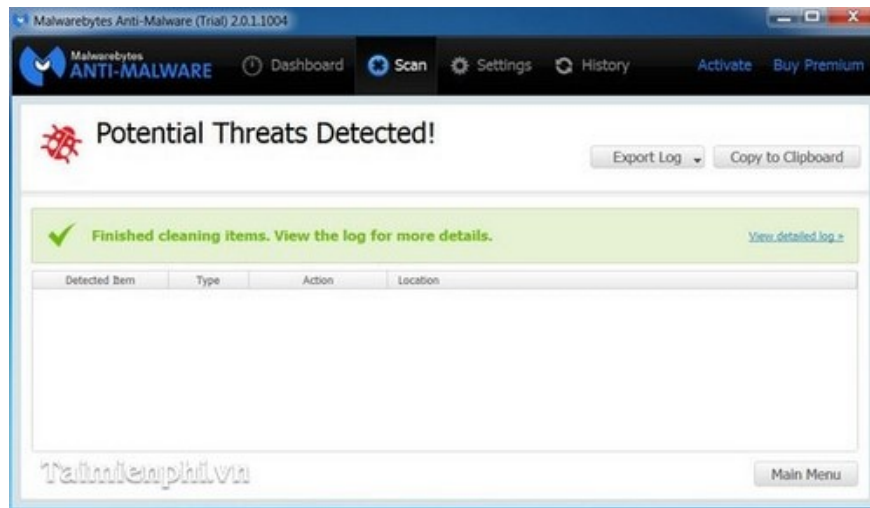 Malwarebytes Anti-Malware (Trial) 2.0.1.1004
Malwarebytes
ANTI-MALWARE
Dashboard
Scan
Settings
History
Activate
Buy Premium
Potential Threats Detected!
Export Log
Copy to Clipboard
Finished cleaning items. View the log for more details.
View detailed log »
Detected Item
Type
Action
Location
Taimienphi.vn
Main Menu